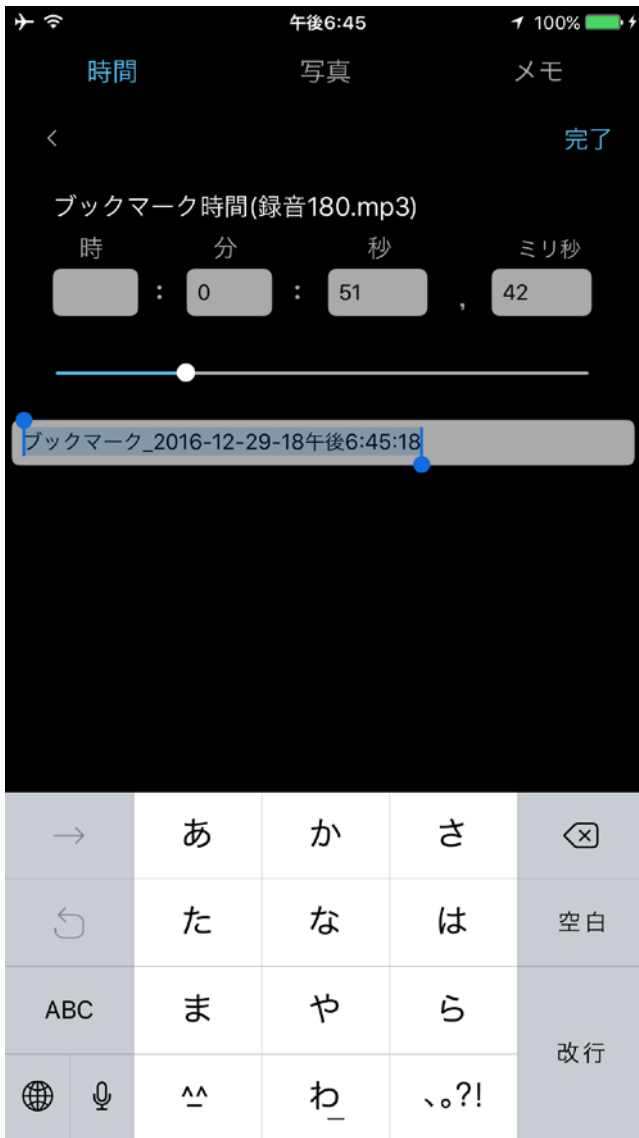 午後6:45 100%
時間 写真 メモ
< 完了
ブックマーク時間(録音180.mp3)
時 分 秒 ミリ秒
: 0 : 51 , 42
ブックマーク_2016-12-29-18午後6:45:18
→ あ か さ
た な は 空白
ABC ま や ら
改行
^_^ わ_ 、。?!